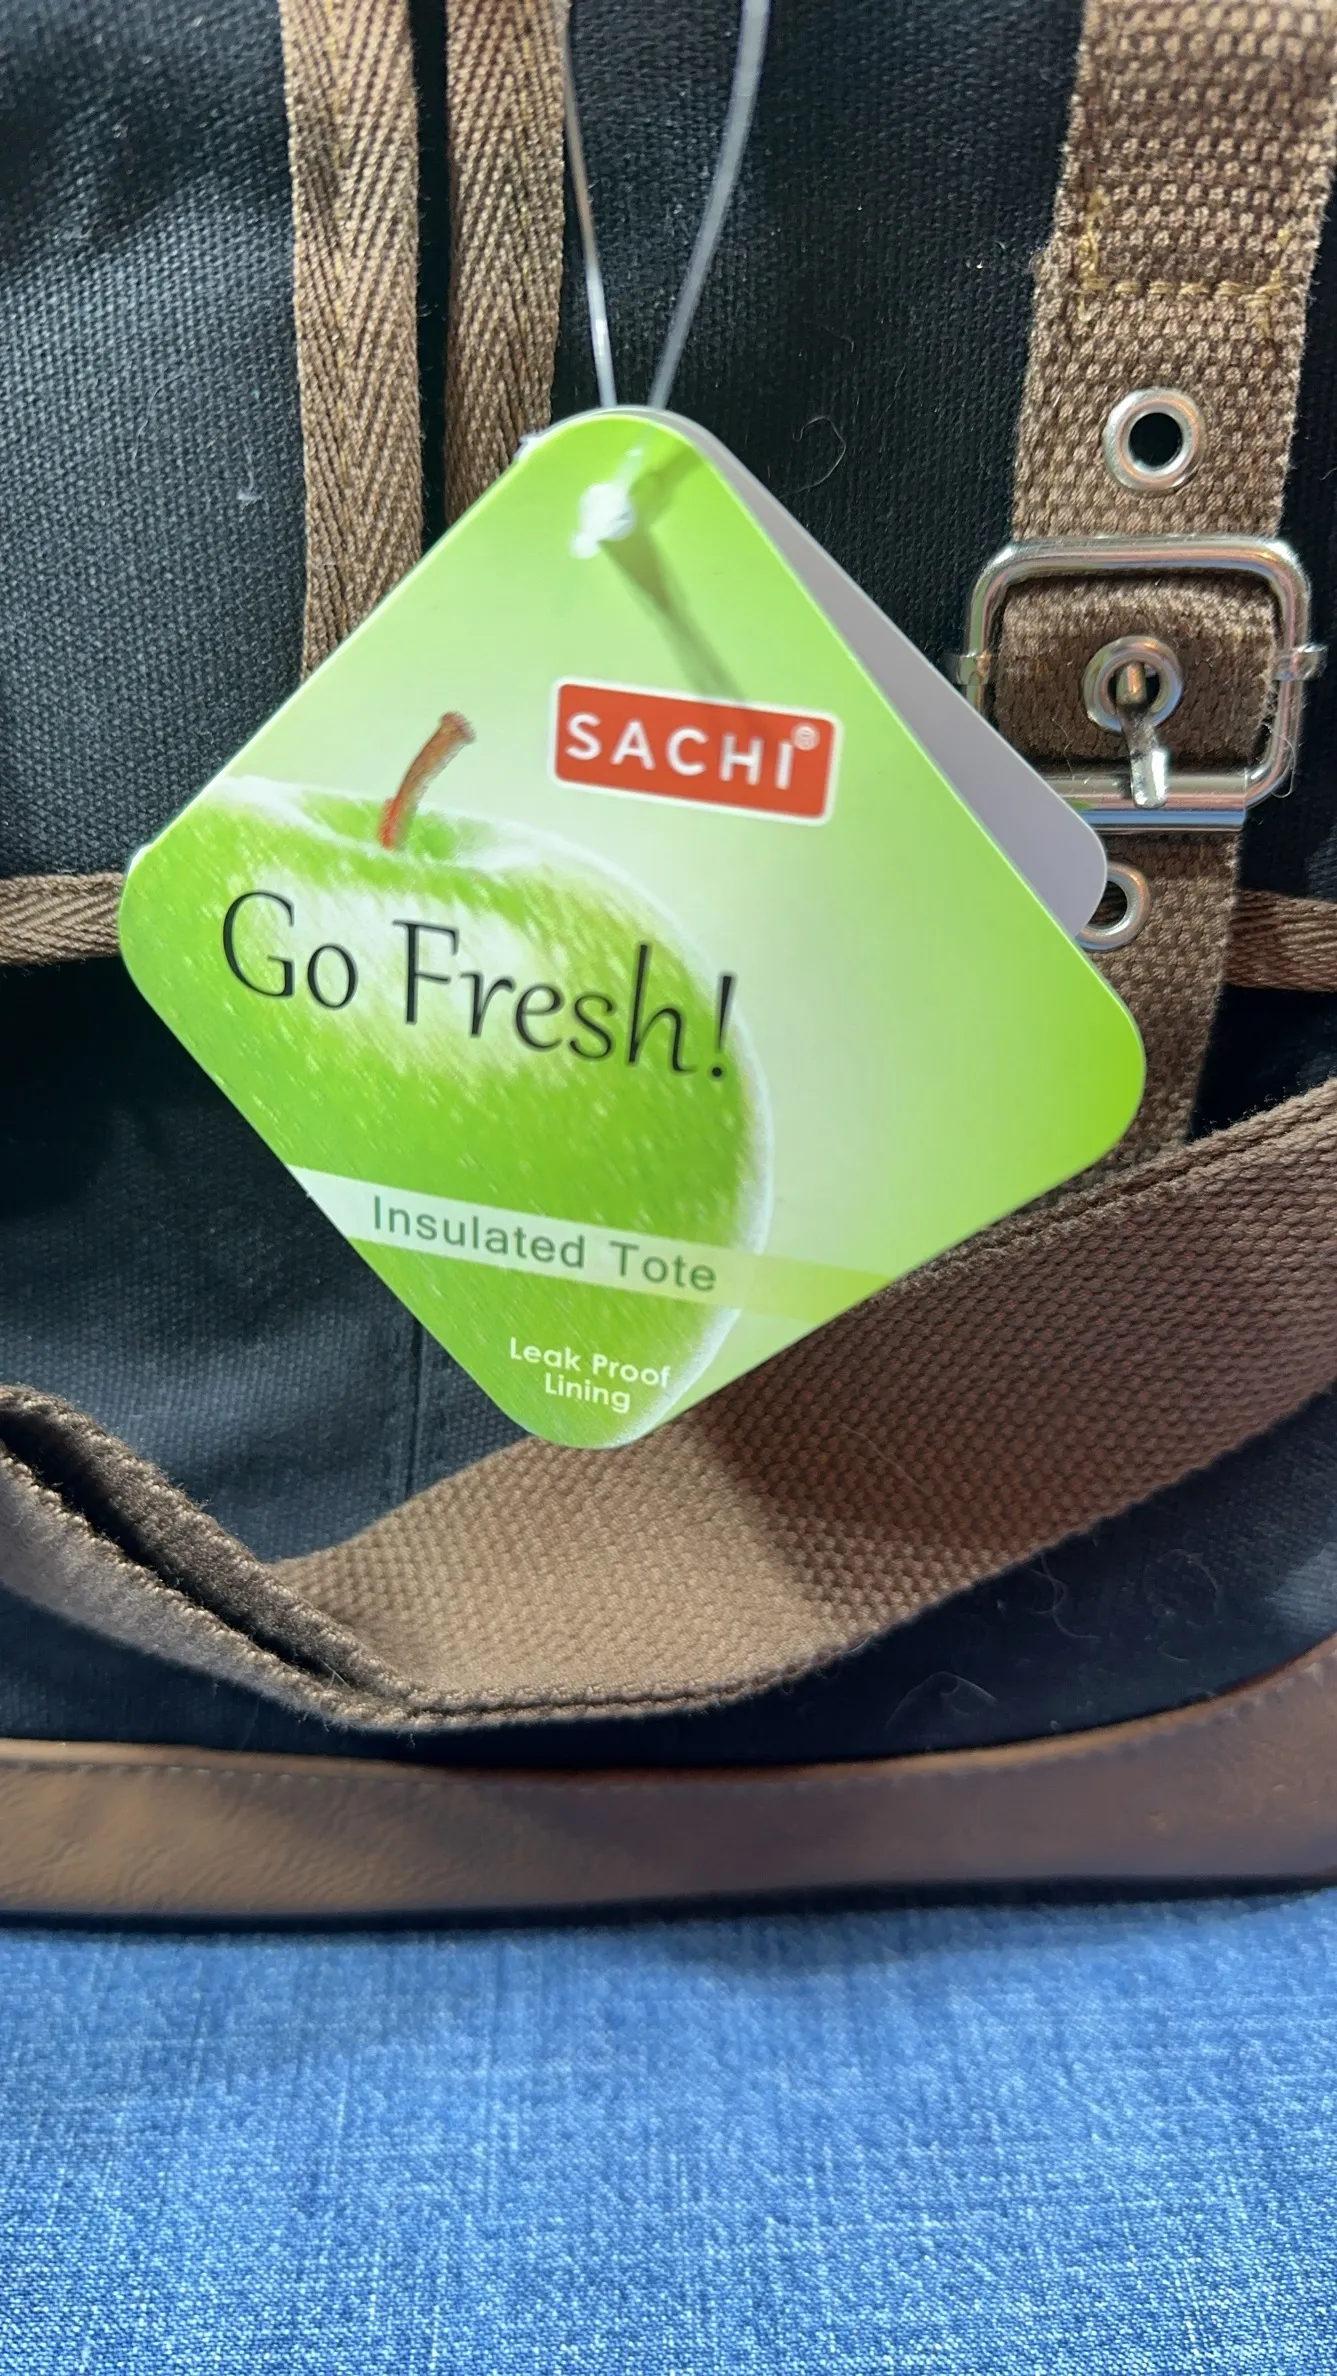 SACHI®
Go Fresh!
Insulated Tote
Leak Proof
Lining